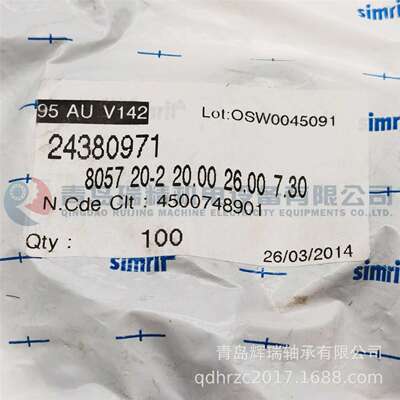 simrit
95 AU V142
Lot:OSW0045091
24380971
8057 20-2 20.00 26.00 7.30
N.Cde Clt : 4500748901
Qty : 100
26/03/2014
simrit
simrit
青岛辉瑞轴承有限公司
qdhrzc2017.1688.com